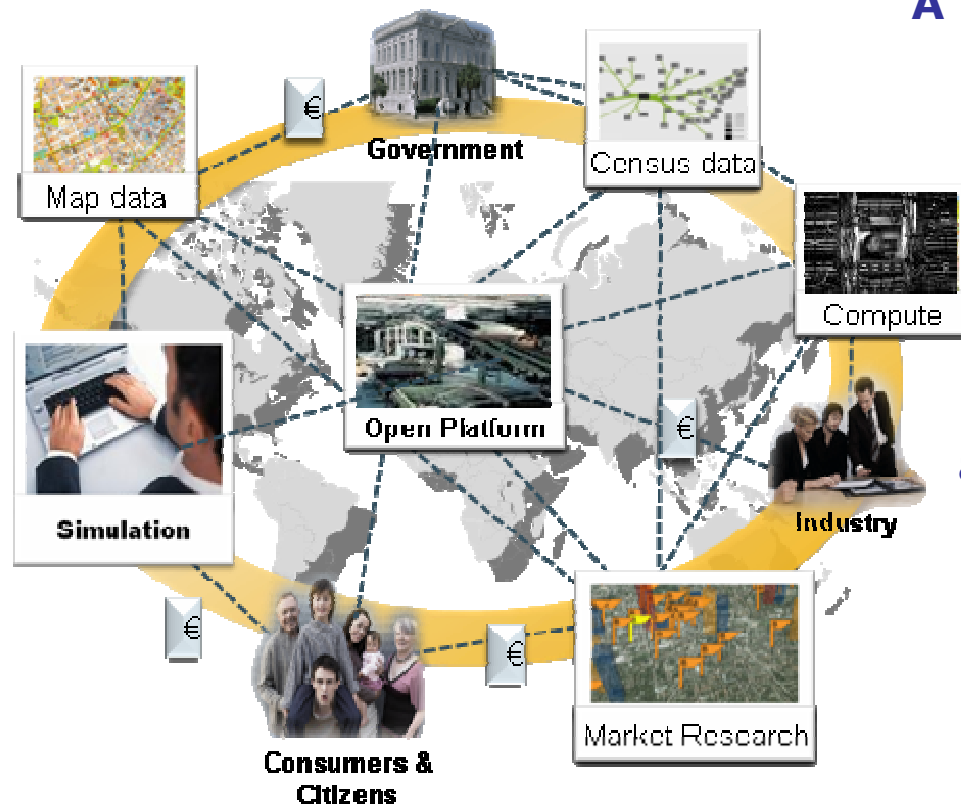 A
€
Government
Census data
Map data
Compute
Open Platform
€
Simulation
Industry
€
€
Market Research
Consumers &
Citizens